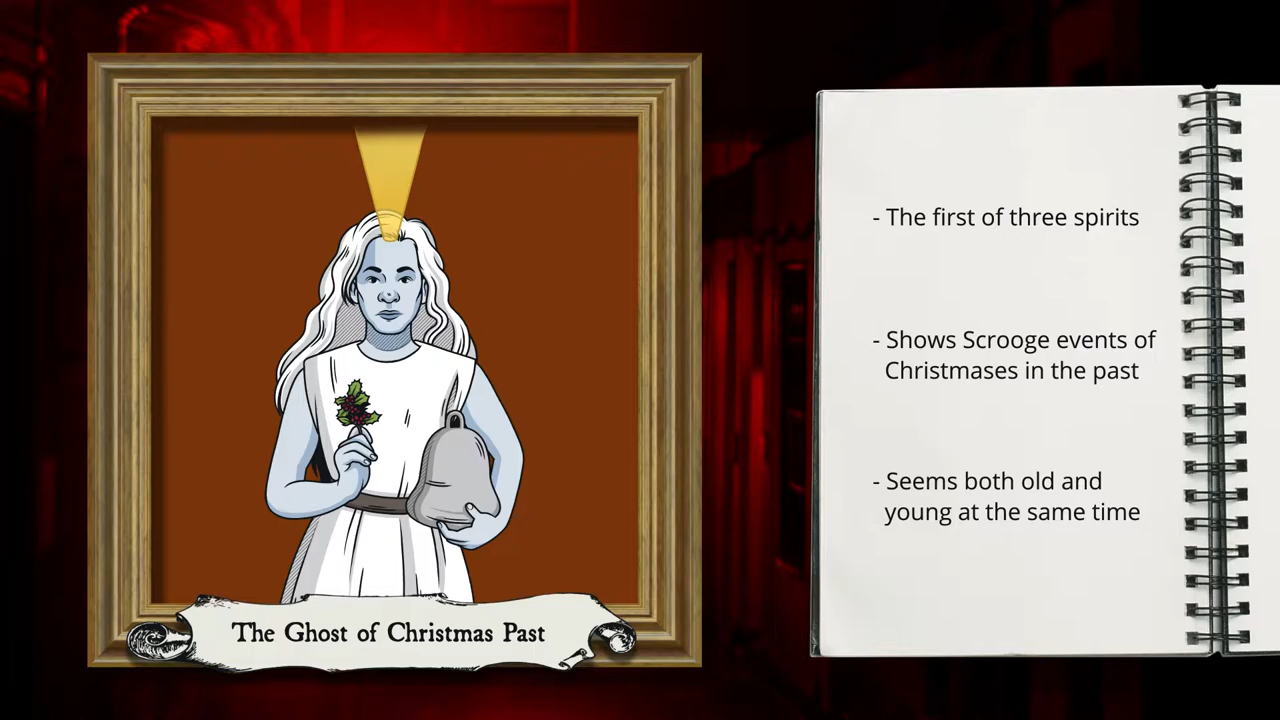 The Ghost of Christmas Past
- The first of three spirits
- Shows Scrooge events of
Christmases in the past
- Seems both old and
young at the same time